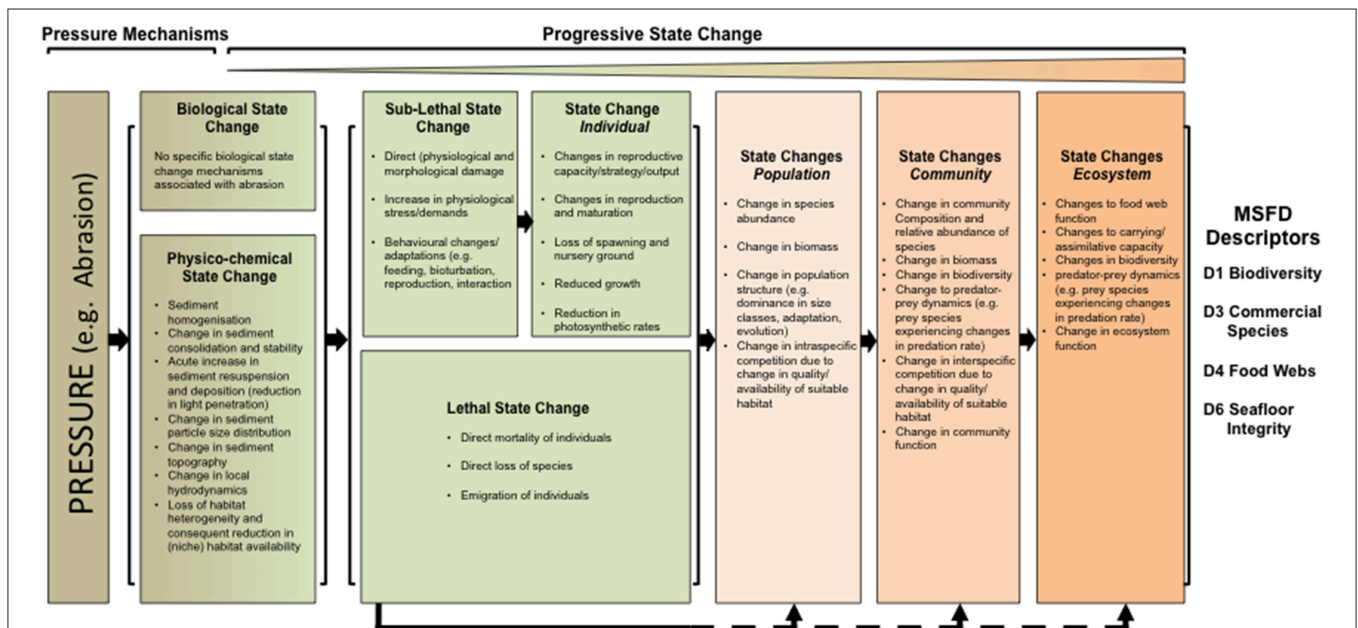 Pressure Mechanisms
Progressive State Change
PRESSURE (e.g. Abrasion)
Biological State
Change
No specific biological state
change mechanisms
associated with abrasion
Physico-chemical
State Change
• Sediment
homogenisation
• Change in sediment
consolidation and stability
• Acute increase in
sediment resuspension
and deposition (reduction
in light penetration)
• Change in sediment
particle size distribution
• Change in sediment
topography
• Change in local
hydrodynamics
• Loss of habitat
heterogeneity and
consequent reduction in
(niche) habitat availability
Sub-Lethal State
Change
• Direct (physiological and
morphological damage
• Increase in physiological
stress/demands
• Behavioural changes/
adaptations (e.g.
feeding, bioturbation,
reproduction, interaction
State Change
Individual
• Changes in reproductive
capacity/strategy/output
• Changes in reproduction
and maturation
• Loss of spawning and
nursery ground
• Reduced growth
• Reduction in
photosynthetic rates
Lethal State Change
• Direct mortality of individuals
• Direct loss of species
• Emigration of individuals
State Changes
Population
• Change in species
abundance
• Change in biomass
• Change in population
structure (e.g.
dominance in size
classes, adaptation,
evolution)
• Change in intraspecific
competition due to
change in quality/
availability of suitable
habitat
State Changes
Community
• Change in community
Composition and
relative abundance of
species
• Change in biomass
• Change in biodiversity
• Change to predator-
prey dynamics (e.g.
prey species
experiencing changes
in predation rate)
• Change in interspecific
competition due to
change in quality/
availability of suitable
habitat
• Change in community
function
State Changes
Ecosystem
• Changes to food web
function
• Changes to carrying/
assimilative capacity
• Changes in biodiversity
• predator-prey dynamics
(e.g. prey species
experiencing changes
in predation rate)
• Change in ecosystem
function
MSFD
Descriptors
D1 Biodiversity
D3 Commercial
Species
D4 Food Webs
D6 Seafloor
Integrity